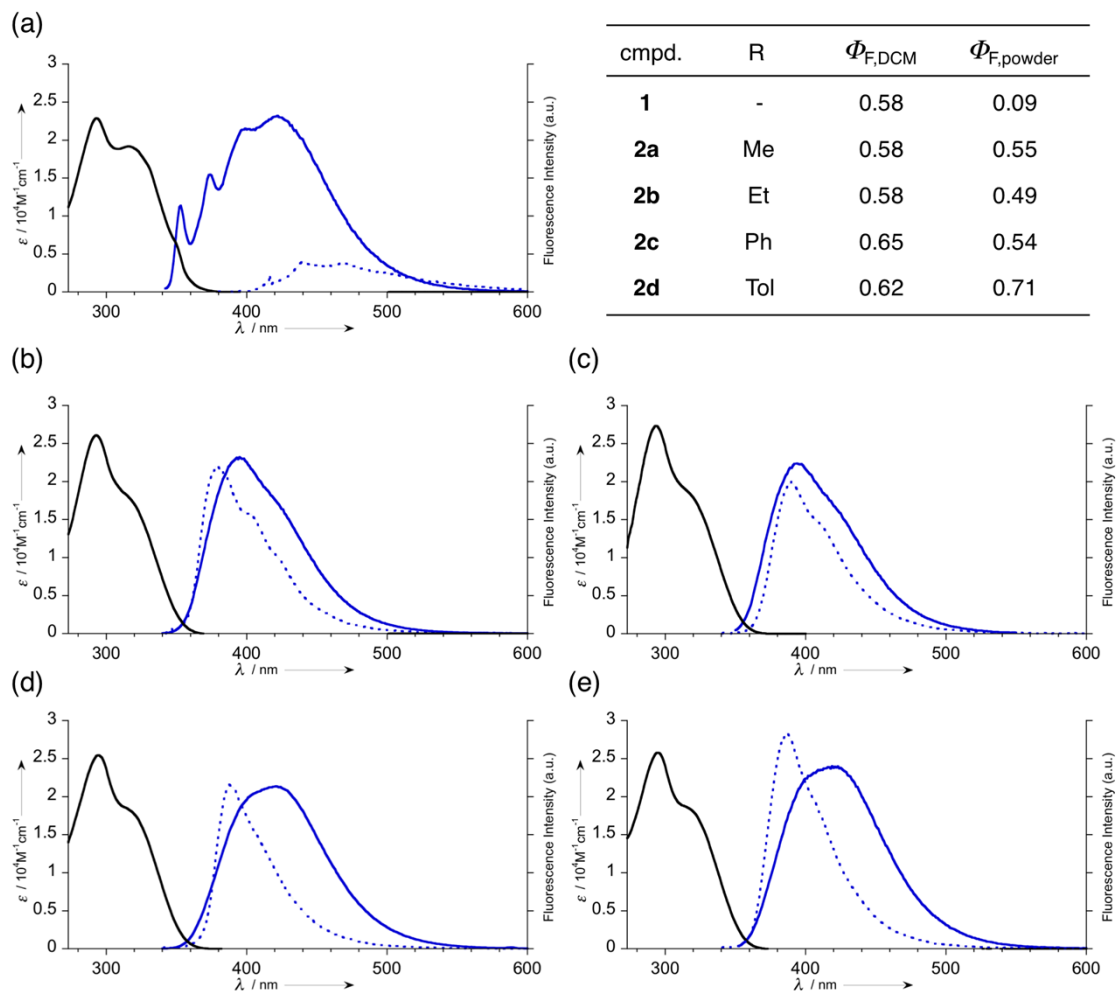 (a)
3
2.5
2
1.5
1
0.5
0
300
400
500
600
ε / 10⁴M⁻¹cm⁻¹
λ / nm
Fluorescence Intensity (a.u.)
cmpd. R ΦF,DCM ΦF,powder
1 - 0.58 0.09
2a Me 0.58 0.55
2b Et 0.58 0.49
2c Ph 0.65 0.54
2d Tol 0.62 0.71
(b)
3
2.5
2
1.5
1
0.5
0
300
400
500
600
ε / 10⁴M⁻¹cm⁻¹
λ / nm
Fluorescence Intensity (a.u.)
(c)
3
2.5
2
1.5
1
0.5
0
300
400
500
600
ε / 10⁴M⁻¹cm⁻¹
λ / nm
Fluorescence Intensity (a.u.)
(d)
3
2.5
2
1.5
1
0.5
0
300
400
500
600
ε / 10⁴M⁻¹cm⁻¹
λ / nm
Fluorescence Intensity (a.u.)
(e)
3
2.5
2
1.5
1
0.5
0
300
400
500
600
ε / 10⁴M⁻¹cm⁻¹
λ / nm
Fluorescence Intensity (a.u.)